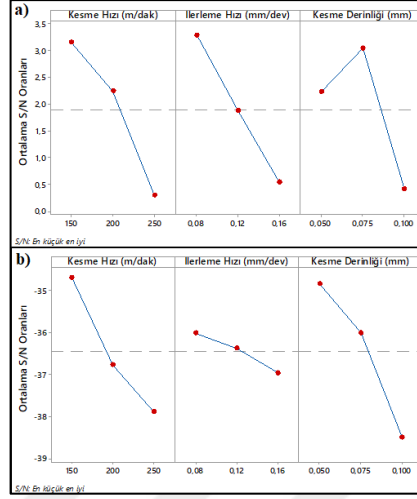 a)
Kesme Hızı (m/dak) İlerleme Hızı (mm/dev) Kesme Derinliği (mm)
Ortalama S/N Oranları
3.5
3.0
2.5
2.0
1.5
1.0
0.5
0.0
150 200 250 0,08 0,12 0,16 0.050 0.075 0.100
S/N: En küçük en iyi
b)
Kesme Hızı (m/dak) İlerleme Hızı (mm/dev) Kesme Derinliği (mm)
Ortalama S/N Oranları
-35
-36
-37
-38
-39
150 200 250 0,08 0,12 0,16 0,050 0,075 0,100
S/N: En küçük en iyi